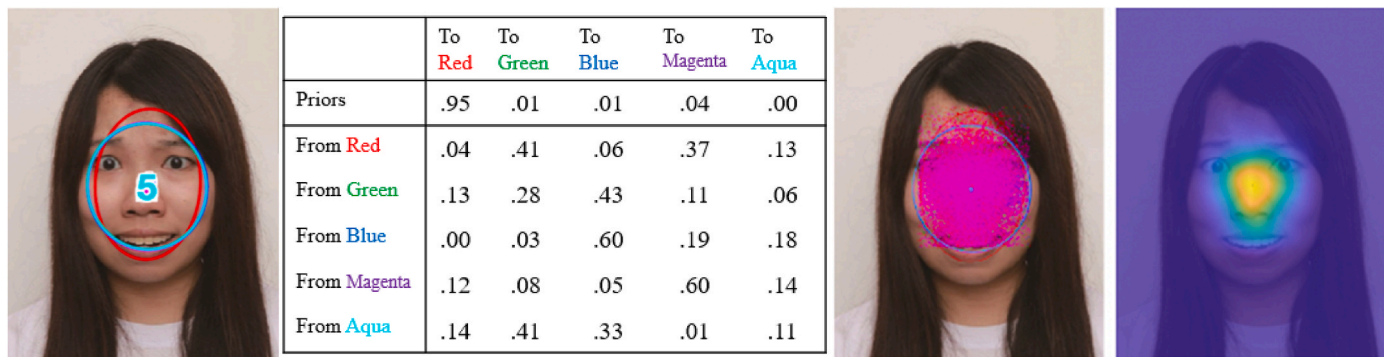 5
To To To To To
Red Green Blue Magenta Aqua
Priors .95 .01 .01 .04 .00
From Red .04 .41 .06 .37 .13
From Green .13 .28 .43 .11 .06
From Blue .00 .03 .60 .19 .18
From Magenta .12 .08 .05 .60 .14
From Aqua .14 .41 .33 .01 .11